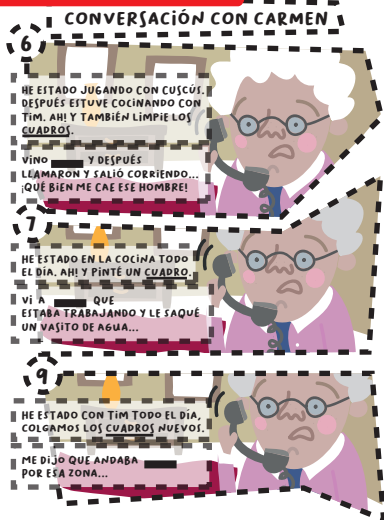 CONVERSACIÓN CON CARMEN
6
HE ESTADO JUGANDO CON CUSCÚS.
DESPUÉS ESTUVE COCINANDO CON
TIM. AH! Y TAMBIÉN LIMPIE LOS
CUADROS.
VINO Y DESPUÉS
LLAMARON Y SALIÓ CORRIENDO...
¡QUÉ BIEN ME CAE ESE HOMBRE!
7
HE ESTADO EN LA COCINA TODO
EL DÍA. AH! Y PINTÉ UN CUADRO.
VI A QUE
ESTABA TRABAJANDO Y LE SAQUÉ
UN VASITO DE AGUA...
9
HE ESTADO CON TIM TODO EL DÍA,
COLGAMOS LOS CUADROS NUEVOS.
ME DIJO QUE ANDABA
POR ESA ZONA...